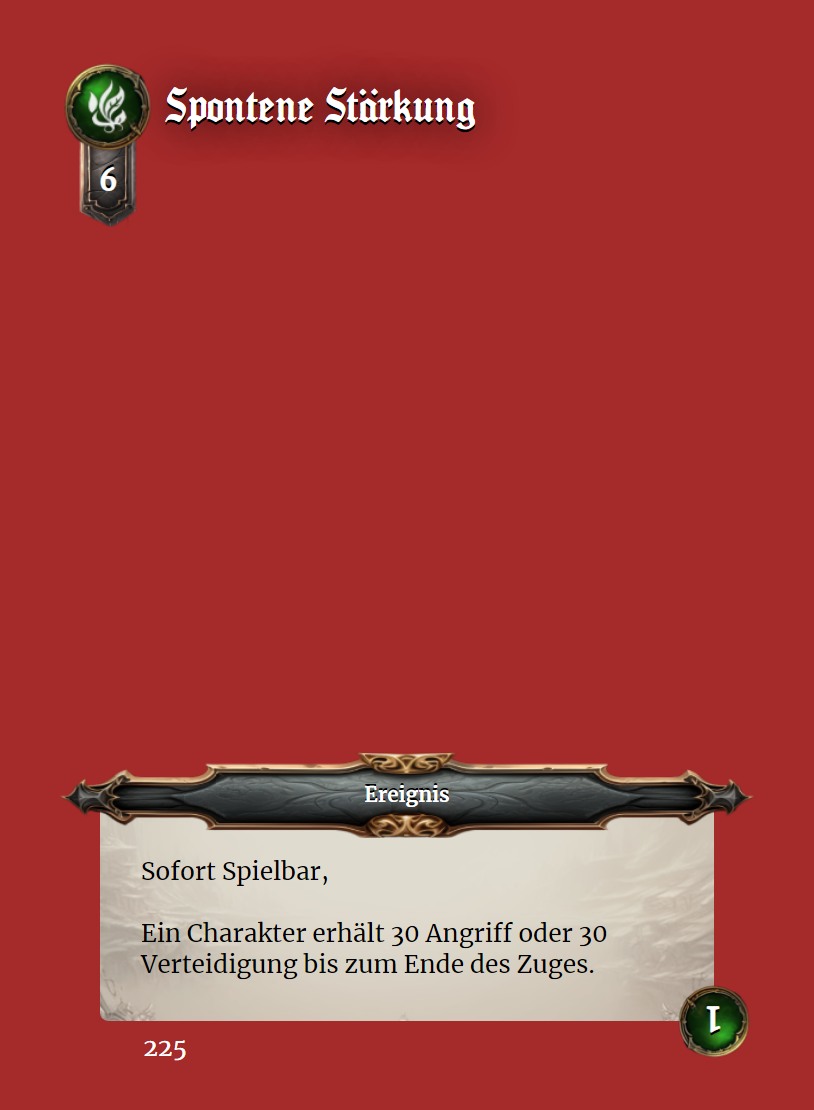 Spontene Stärkung
6
Ereignis
Sofort Spielbar,
Ein Charakter erhält 30 Angriff oder 30
Verteidigung bis zum Ende des Zuges.
1
225